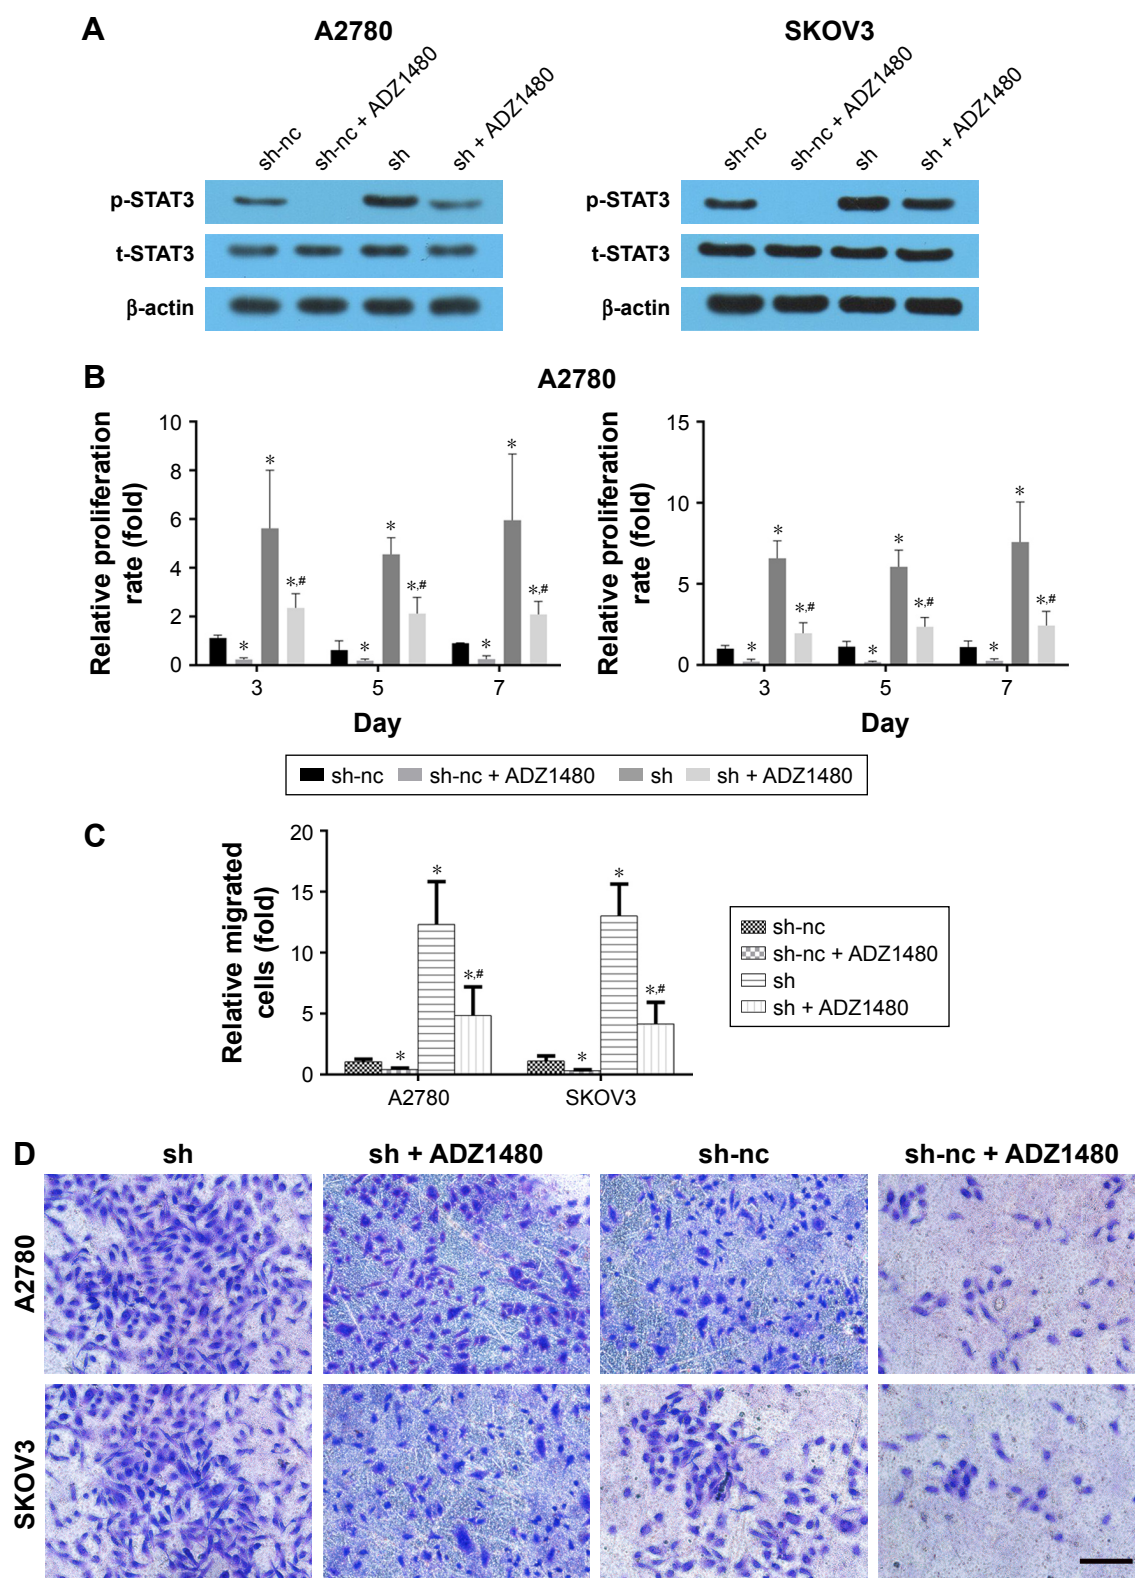 A
A2780
SKOV3
sh-nc
sh-nc + ADZ1480
sh
sh + ADZ1480
sh-nc
sh-nc + ADZ1480
sh
sh + ADZ1480
p-STAT3
t-STAT3
β-actin
p-STAT3
t-STAT3
β-actin
B
A2780
Relative proliferation
rate (fold)
10
8
6
4
2
0
*
*
*
*,#
*
*
*,#
*
*
*,#
3
5
7
Day
Relative proliferation
rate (fold)
15
10
5
0
*
*
*,#
*
*
*,#
*
*
*,#
3
5
7
Day
sh-nc
sh-nc + ADZ1480
sh
sh + ADZ1480
C
Relative migrated
cells (fold)
20
15
10
5
0
*
*
*,#
*
*
*,#
A2780
SKOV3
sh-nc
sh-nc + ADZ1480
sh
sh + ADZ1480
D
sh
sh + ADZ1480
sh-nc
sh-nc + ADZ1480
A2780
SKOV3